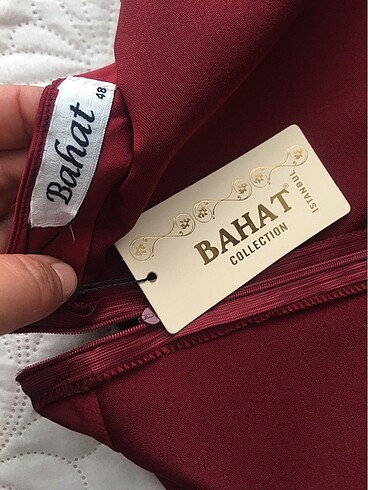 Bahat
48
BAHAT®
COLLECTION
ISTANBUL